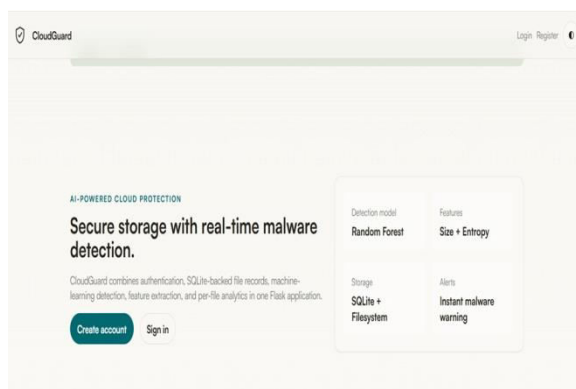 CloudGuard
Login Register
AI-POWERED CLOUD PROTECTION
Secure storage with real-time malware
detection.
CloudGuard combines authentication, SQLite-backed file records, machine-
learning detection, feature extraction, and per-file analytics in one Flask application.
Create account
Sign in
Detection model
Random Forest
Features
Size + Entropy
Storage
SQLite +
Filesystem
Alerts
Instant malware
warning